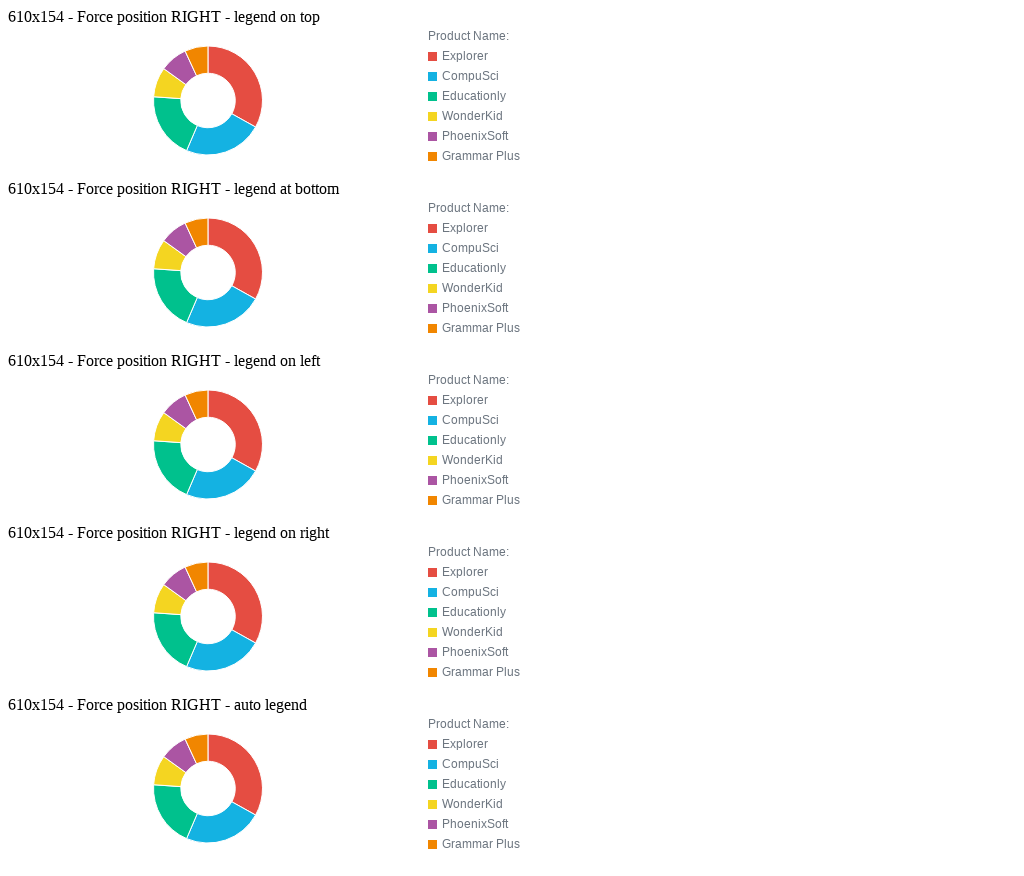 610x154 - Force position RIGHT - legend on top
Product Name:
Explorer
CompuSci
Educationly
WonderKid
PhoenixSoft
Grammar Plus
610x154 - Force position RIGHT - legend at bottom
Product Name:
Explorer
CompuSci
Educationly
WonderKid
PhoenixSoft
Grammar Plus
610x154 - Force position RIGHT - legend on left
Product Name:
Explorer
CompuSci
Educationly
WonderKid
PhoenixSoft
Grammar Plus
610x154 - Force position RIGHT - legend on right
Product Name:
Explorer
CompuSci
Educationly
WonderKid
PhoenixSoft
Grammar Plus
610x154 - Force position RIGHT - auto legend
Product Name:
Explorer
CompuSci
Educationly
WonderKid
PhoenixSoft
Grammar Plus